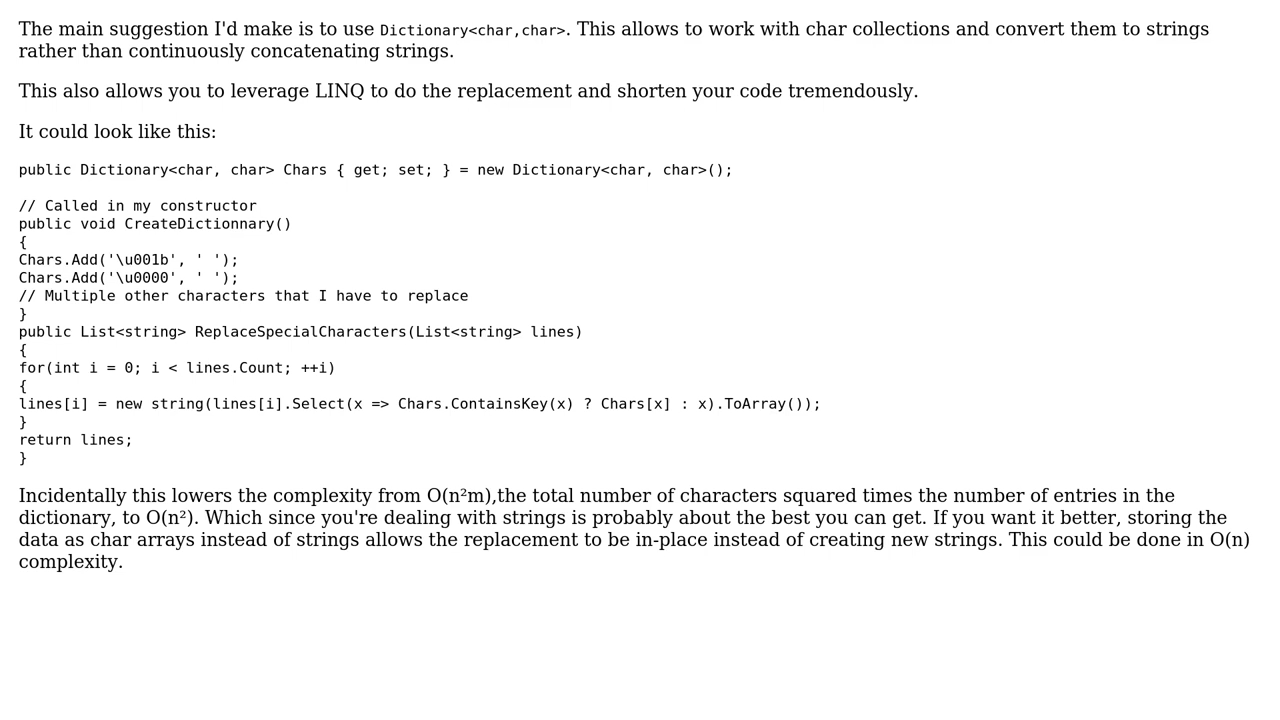 The main suggestion I'd make is to use Dictionary<char,char>. This allows to work with char collections and convert them to strings
rather than continuously concatenating strings.
This also allows you to leverage LINQ to do the replacement and shorten your code tremendously.
It could look like this:
public Dictionary<char, char> Chars { get; set; } = new Dictionary<char, char>();
// Called in my constructor
public void CreateDictionnary()
{
Chars.Add('\u001b', ' ');
Chars.Add('\u0000', ' ');
// Multiple other characters that I have to replace
}
public List<string> ReplaceSpecialCharacters(List<string> lines)
{
for(int i = 0; i < lines.Count; ++i)
{
lines[i] = new string(lines[i].Select(x => Chars.ContainsKey(x) ? Chars[x] : x).ToArray());
}
return lines;
}
Incidentally this lowers the complexity from O(n²m),the total number of characters squared times the number of entries in the
dictionary, to O(n²). Which since you're dealing with strings is probably about the best you can get. If you want it better, storing the
data as char arrays instead of strings allows the replacement to be in-place instead of creating new strings. This could be done in O(n)
complexity.